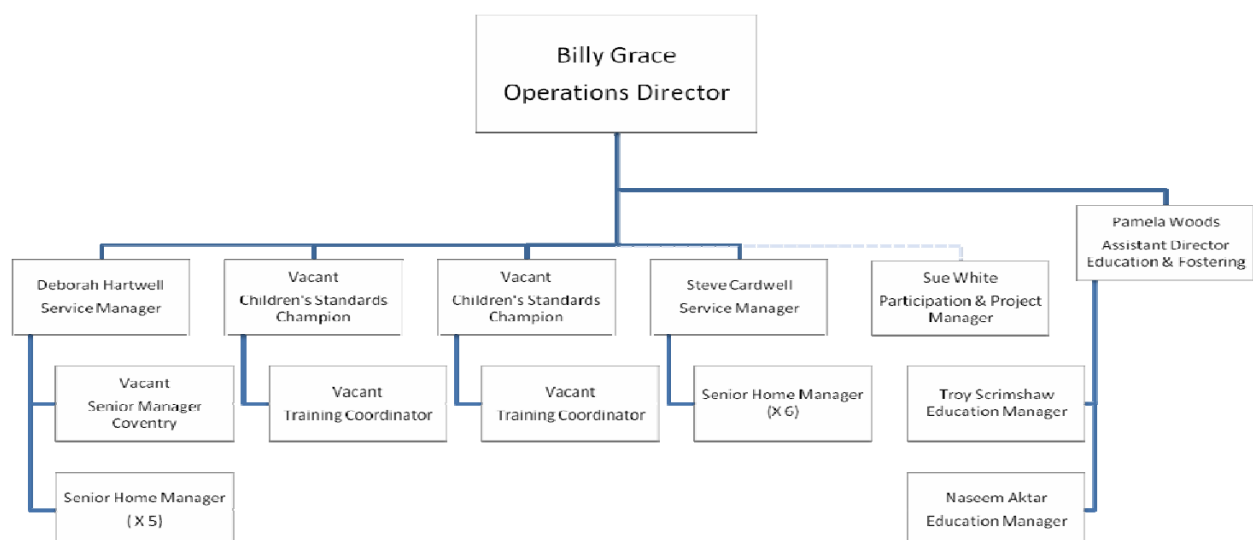 Billy Grace
Operations Director
Pamela Woods
Assistant Director
Education & Fostering
Deborah Hartwell
Service Manager
Vacant
Children's Standards
Champion
Vacant
Children's Standards
Champion
Steve Cardwell
Service Manager
Sue White
Participation & Project
Manager
Vacant
Senior Manager
Coventry
Vacant
Training Coordinator
Vacant
Training Coordinator
Senior Home Manager
(X 6)
Troy Scrimshaw
Education Manager
Senior Home Manager
( X 5)
Naseem Aktar
Education Manager